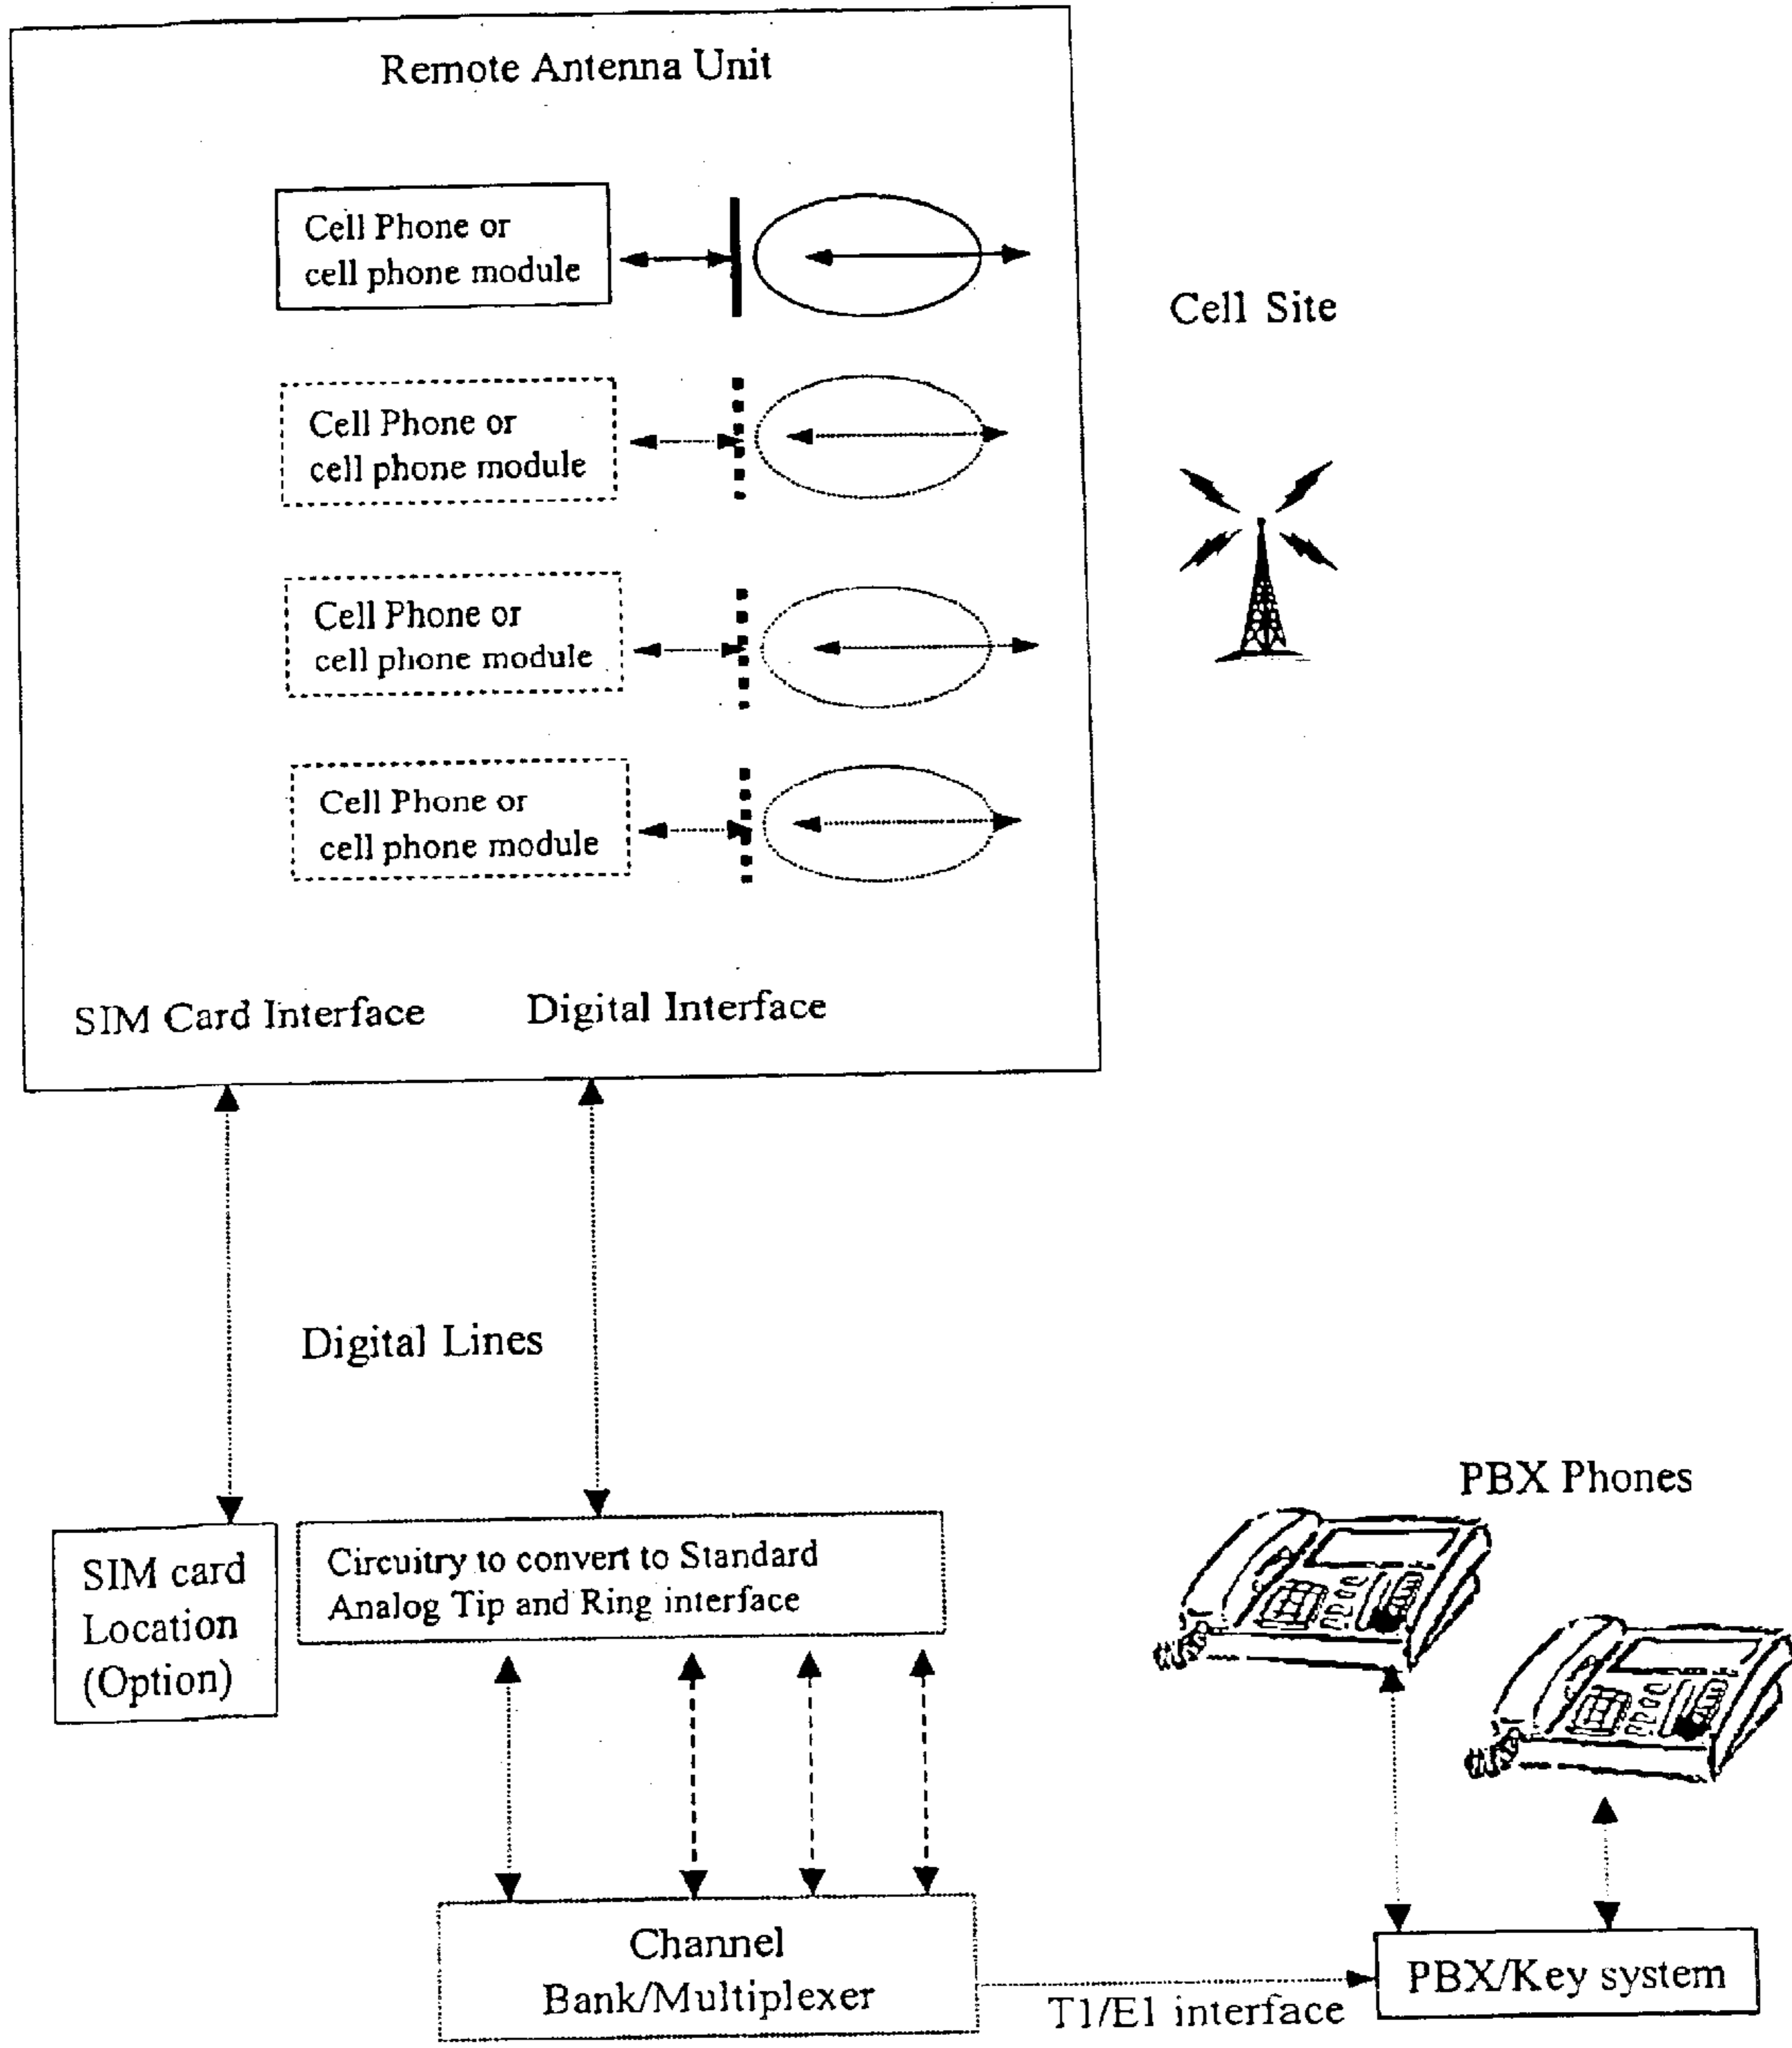 Remote Antenna Unit
Cell Phone or
cell phone module
Cell Site
Cell Phone or
cell phone module
Cell Phone or
cell phone module
Cell Phone or
cell phone module
SIM Card Interface
Digital Interface
Digital Lines
PBX Phones
SIM card
Location
(Option)
Circuitry to convert to Standard
Analog Tip and Ring interface
Channel
Bank/Multiplexer
T1/E1 interface
PBX/Key system